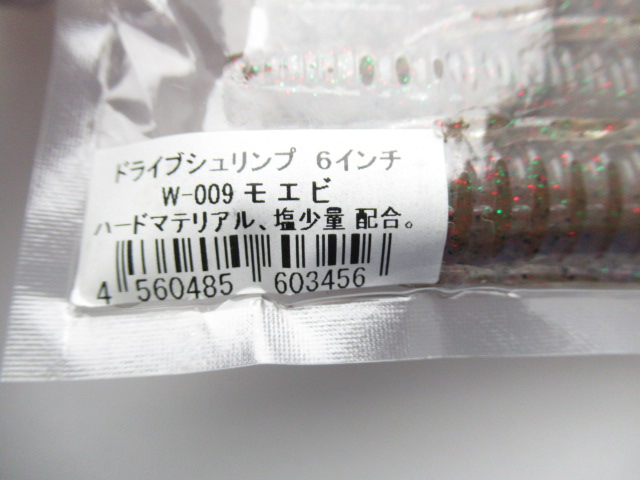 ドライブシュリンプ 6インチ
W-009 モエビ
ハードマテリアル、塩少量 配合。
4 560485 603456